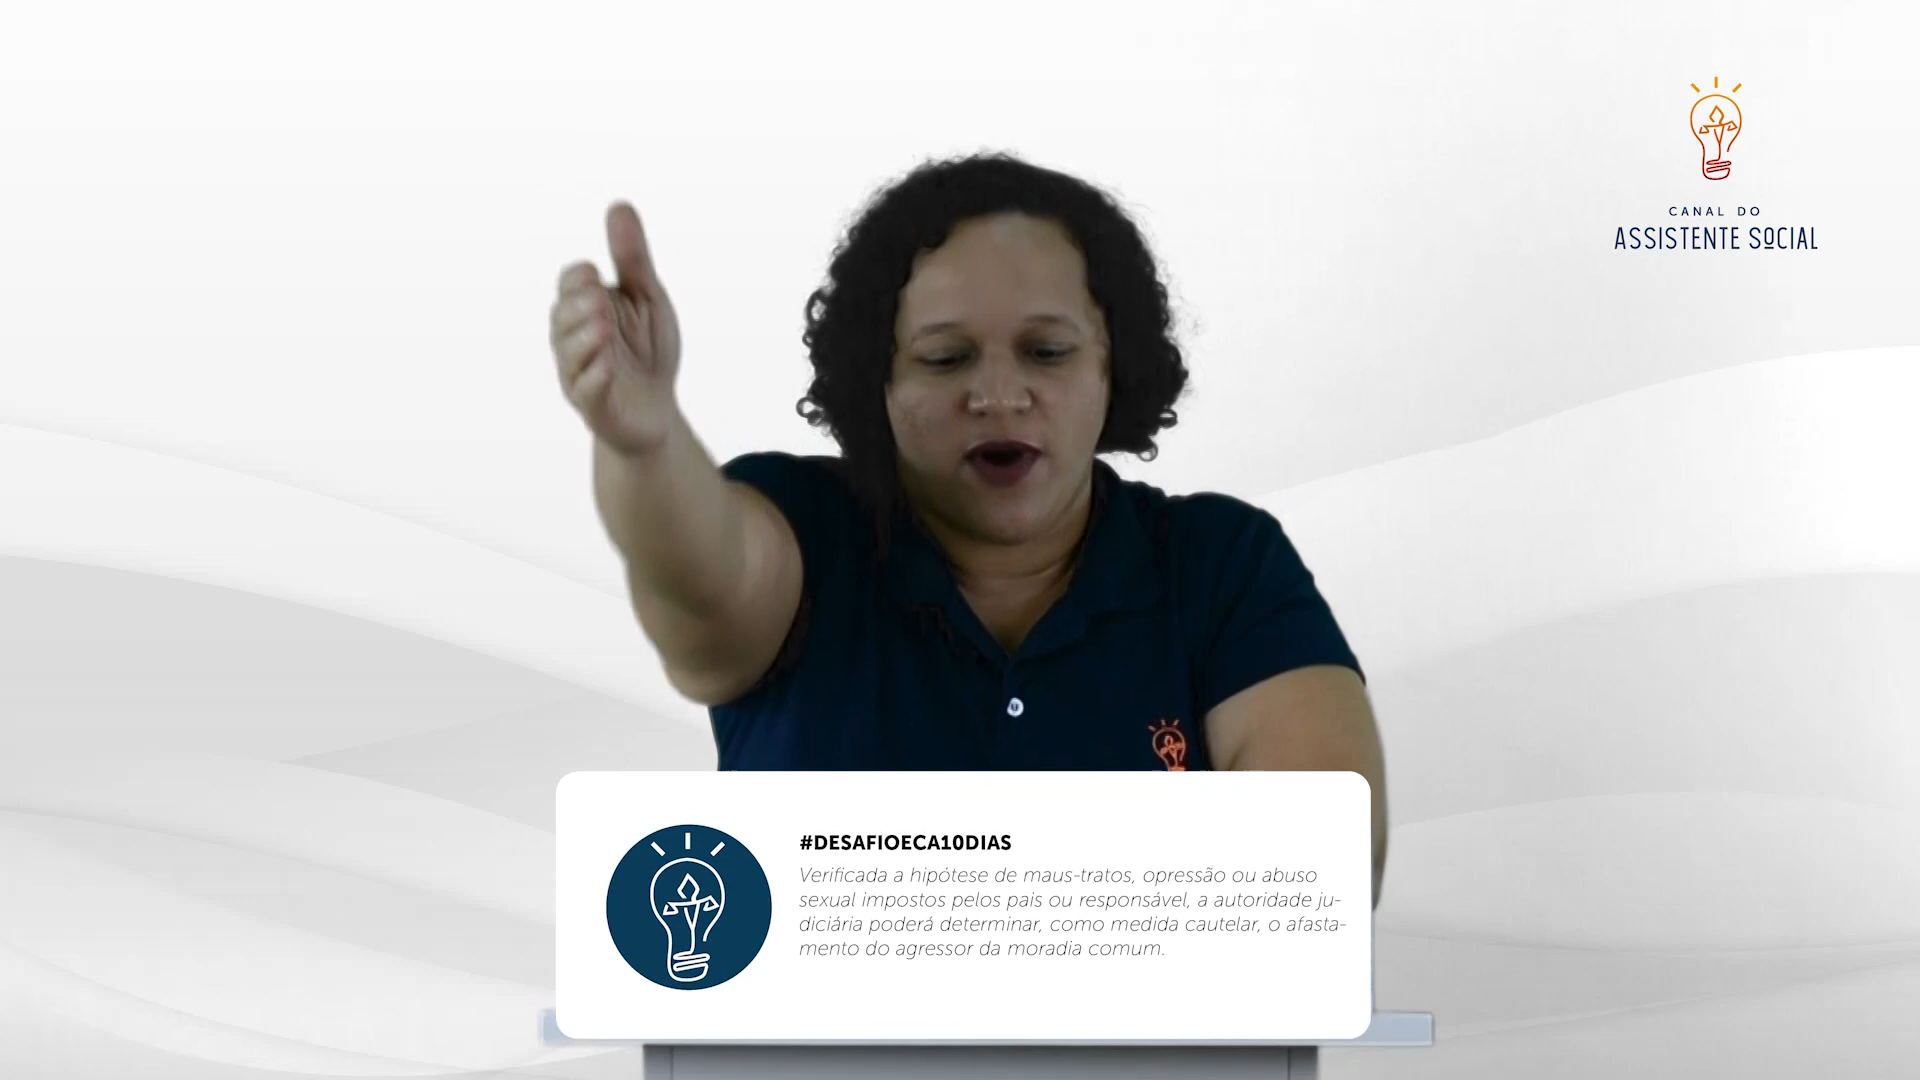 CANAL DO
ASSISTENTE SOCIAL
#DESAFIOECA10DIAS
Verificada a hipótese de maus-tratos, opressão ou abuso
sexual impostos pelos pais ou responsável, a autoridade ju-
diciária poderá determinar, como medida cautelar, o afasta-
mento do agressor da moradia comum.